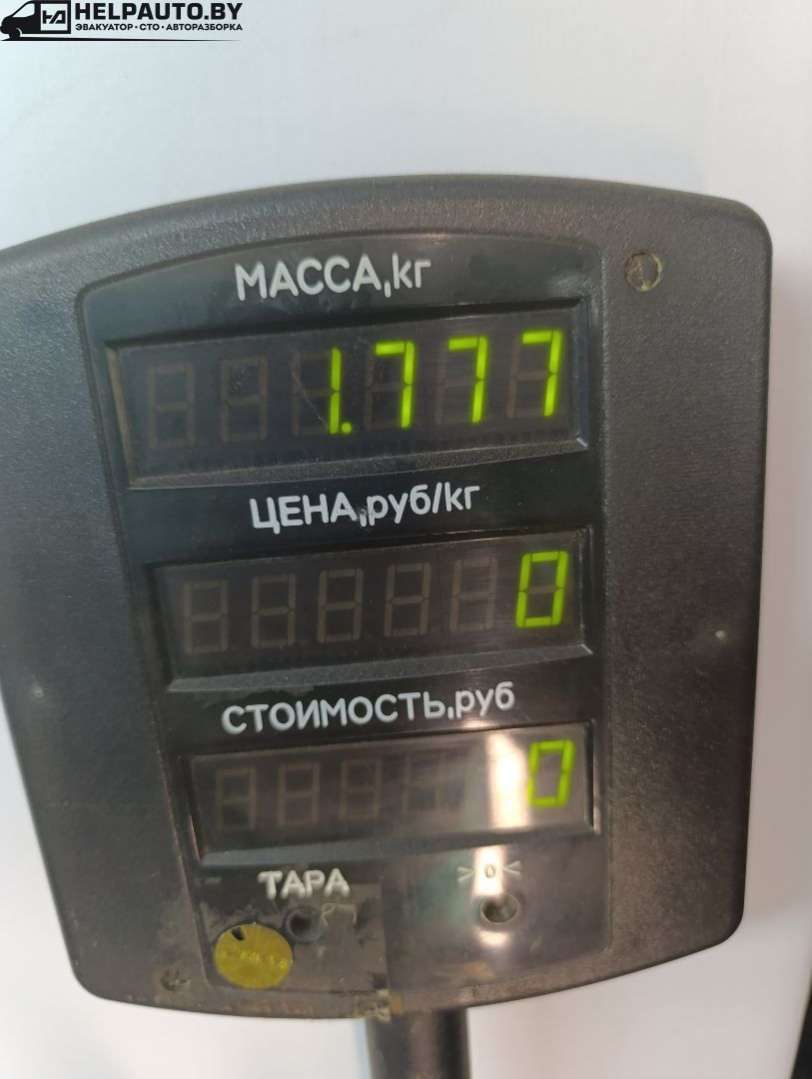 HELPAUTO.BY
ЭВАКУАТОР • СТО • АВТОРАЗБОРКА
МАССА,кг
1.777
ЦЕНА,руб/кг
0
СТОИМОСТЬ,руб
0
ТАРА
>0<